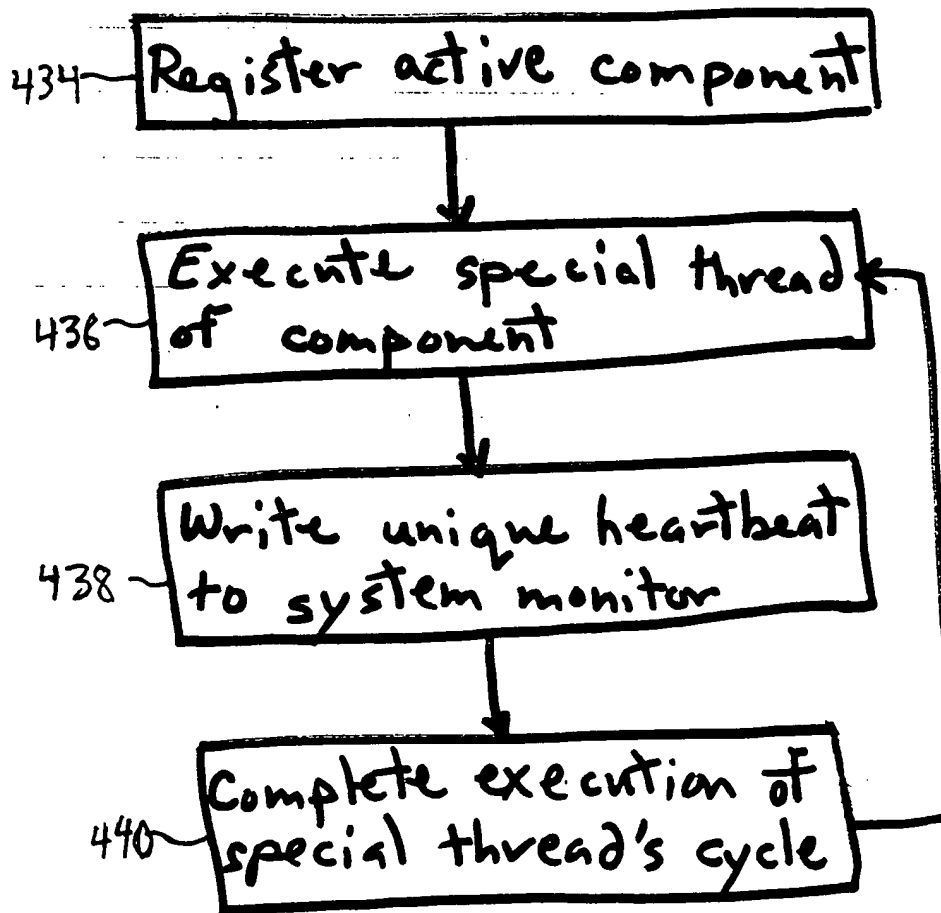 434 Register active component
Execute special thread
436 of component
Write unique heartbeat
438 to system monitor
Complete execution of
440 special thread's cycle